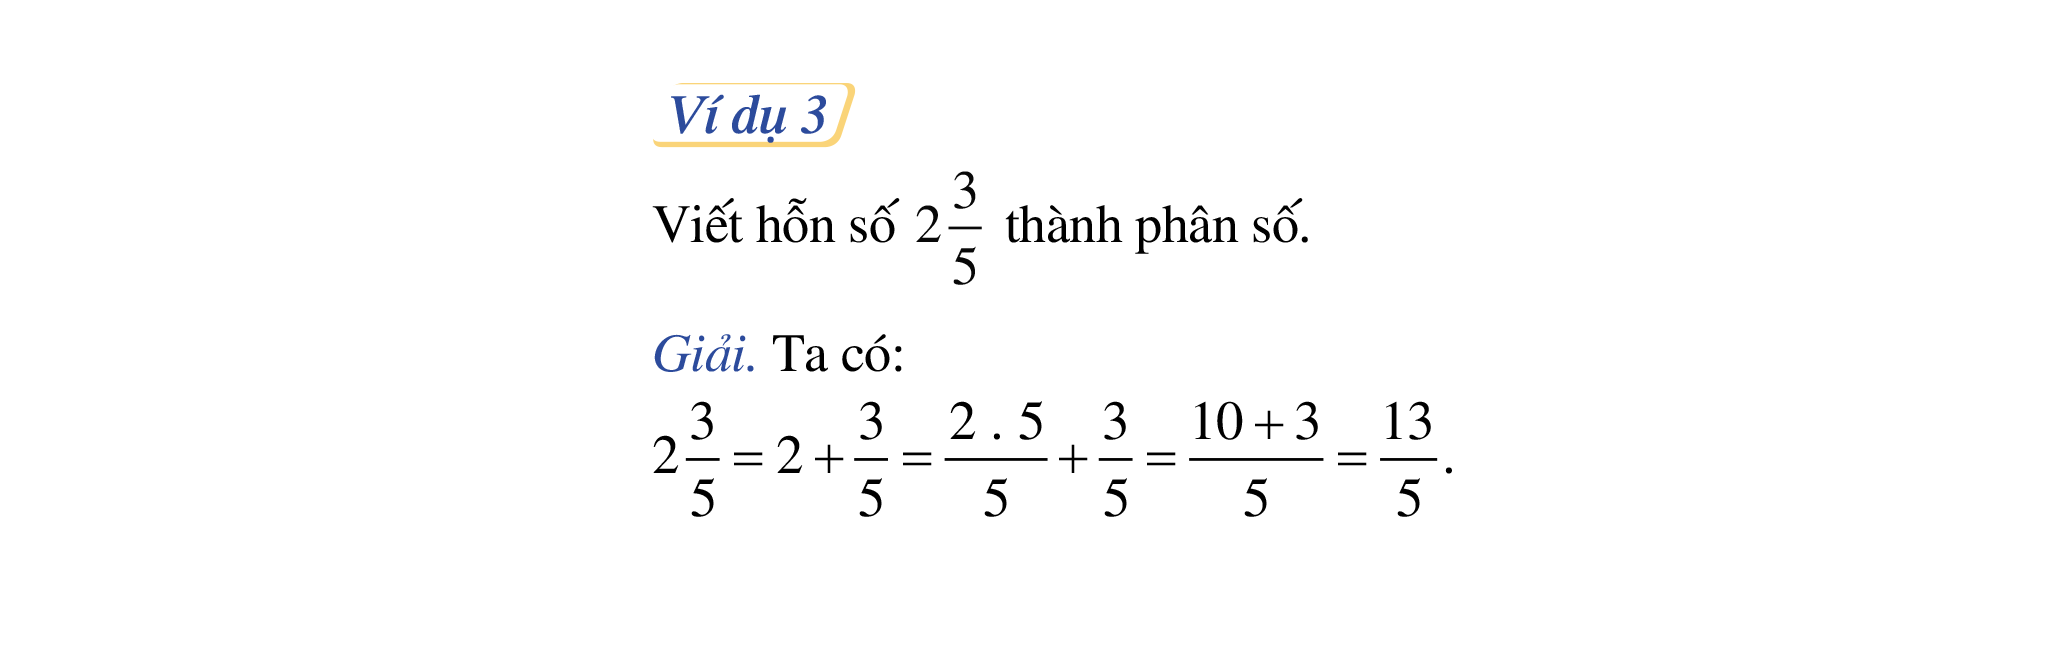 Ví dụ 3
Viết hỗn số 2 3/5 thành phân số.
Giải. Ta có:
2 3/5 = 2 + 3/5 = 2 . 5/5 + 3/5 = 10 + 3/5 = 13/5.